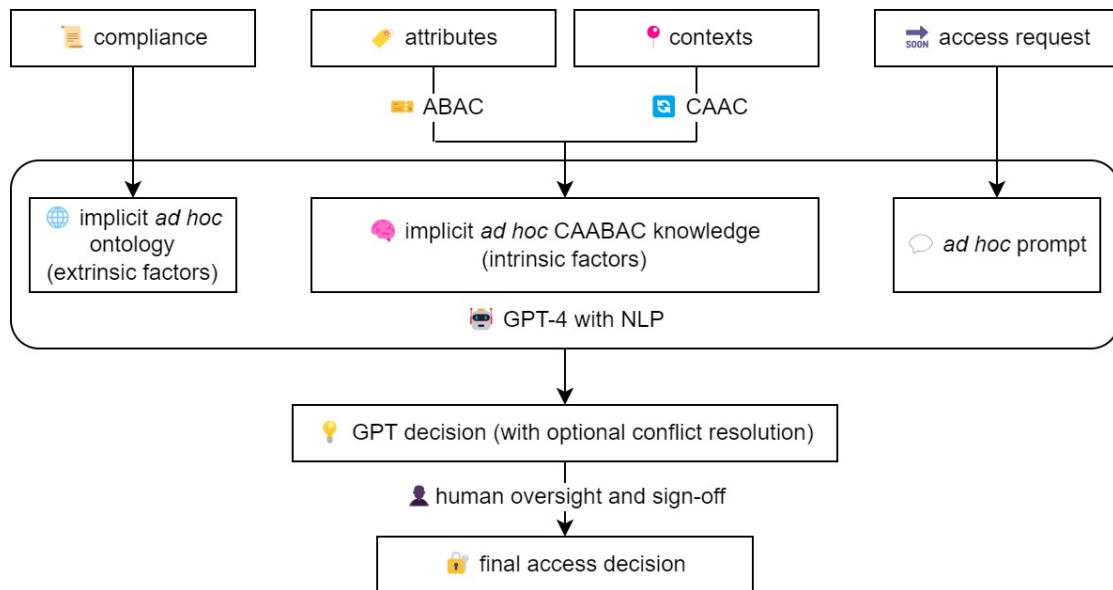 compliance
attributes
contexts
SOON access request
ABAC
CAAC
implicit ad hoc
ontology
(extrinsic factors)
implicit ad hoc CAABAC knowledge
(intrinsic factors)
ad hoc prompt
GPT-4 with NLP
GPT decision (with optional conflict resolution)
human oversight and sign-off
final access decision